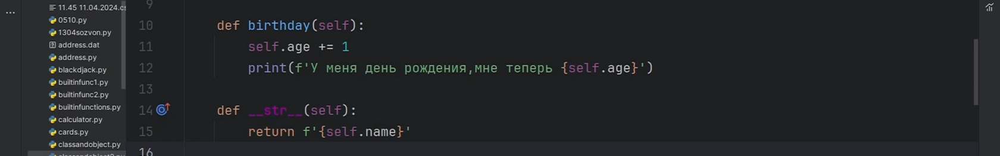 ...
11.45 11.04.2024.cs
0510.py
1304sozvon.py
address.dat
address.py
blackdjack.py
builtinfunc1.py
builtinfunc2.py
builtinfunctions.py
calculator.py
cards.py
classandobject.py
9
10 def birthday(self):
11 self.age += 1
12 print(f'У меня день рождения,мне теперь {self.age}')
13
14 def __str__(self):
15 return f'{self.name}'
16